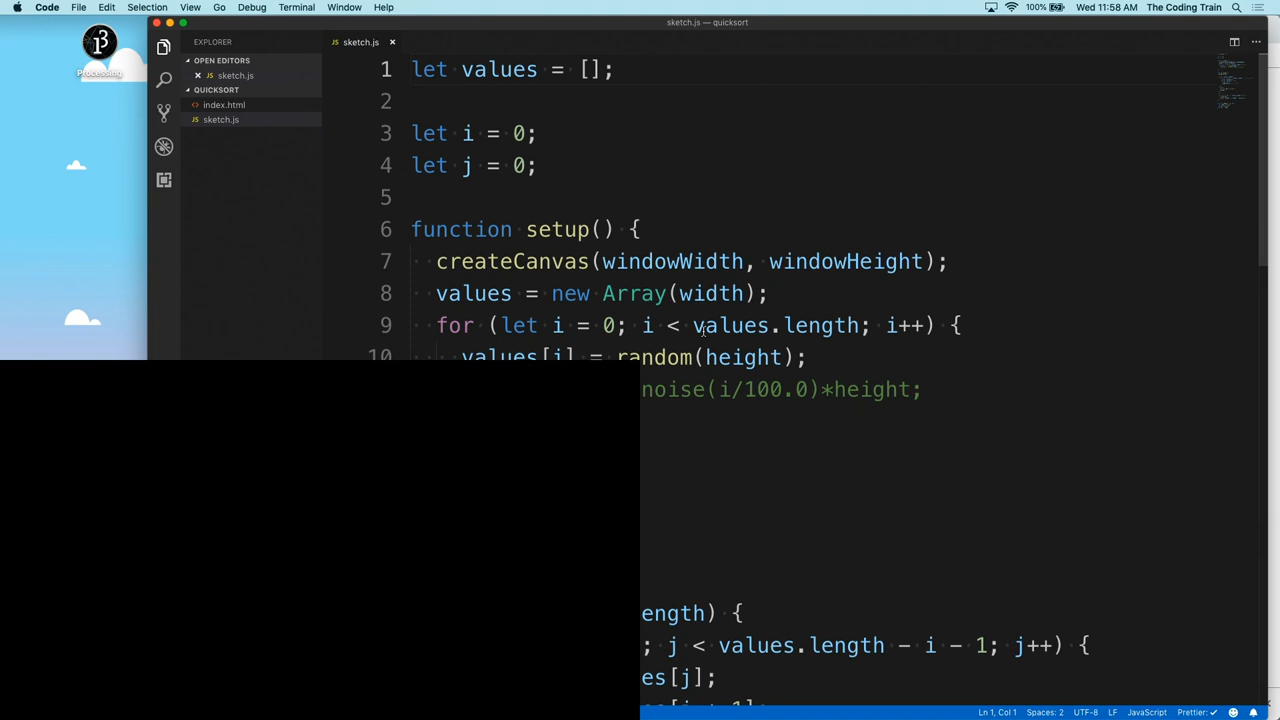 Code File Edit Selection View Go Debug Terminal Window Help 100% Wed 11:58 AM The Coding Train
sketch.js — quicksort
Processing
EXPLORER
OPEN EDITORS
sketch.js
QUICKSORT
index.html
sketch.js
sketch.js
1 let values = [];
2
3 let i = 0;
4 let j = 0;
5
6 function setup() {
7 createCanvas(windowWidth, windowHeight);
8 values = new Array(width);
9 for (let i = 0; i < values.length; i++) {
10 values[i] = random(height);
noise(i/100.0)*height;
ength) {
; j < values.length - i - 1; j++) {
es[j];
Ln 1, Col 1 Spaces: 2 UTF-8 LF JavaScript Prettier: ✓